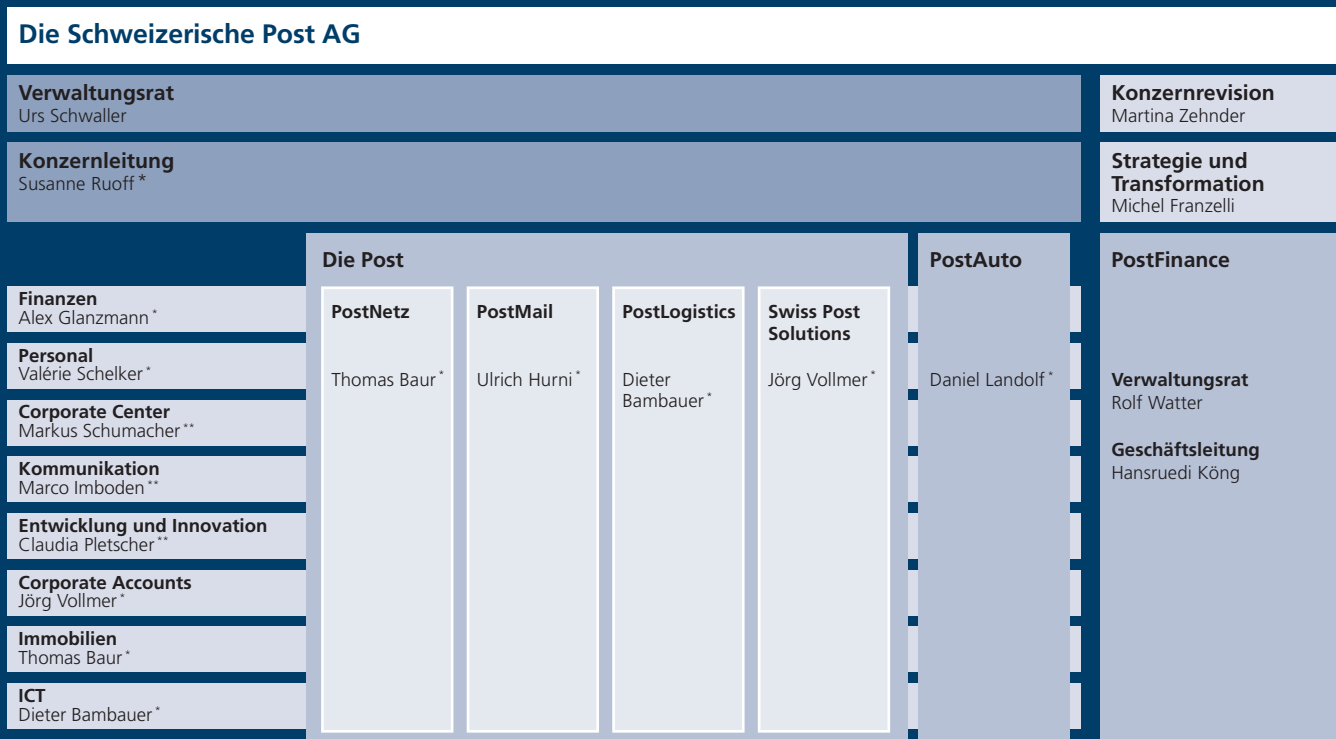 Die Schweizerische Post AG
Verwaltungsrat
Urs Schwaller
Konzernrevision
Martina Zehnder
Konzernleitung
Susanne Ruoff *
Strategie und
Transformation
Michel Franzelli
Die Post
PostAuto
PostFinance
Finanzen
Alex Glanzmann *
Personal
Valérie Schelker *
Corporate Center
Markus Schumacher **
Kommunikation
Marco Imboden **
Entwicklung und Innovation
Claudia Pletscher **
Corporate Accounts
Jörg Vollmer *
Immobilien
Thomas Baur *
ICT
Dieter Bambauer *
PostNetz
Thomas Baur *
PostMail
Ulrich Hurni *
PostLogistics
Dieter
Bambauer *
Swiss Post
Solutions
Jörg Vollmer *
Daniel Landolf *
Verwaltungsrat
Rolf Watter
Geschäftsleitung
Hansruedi Köng